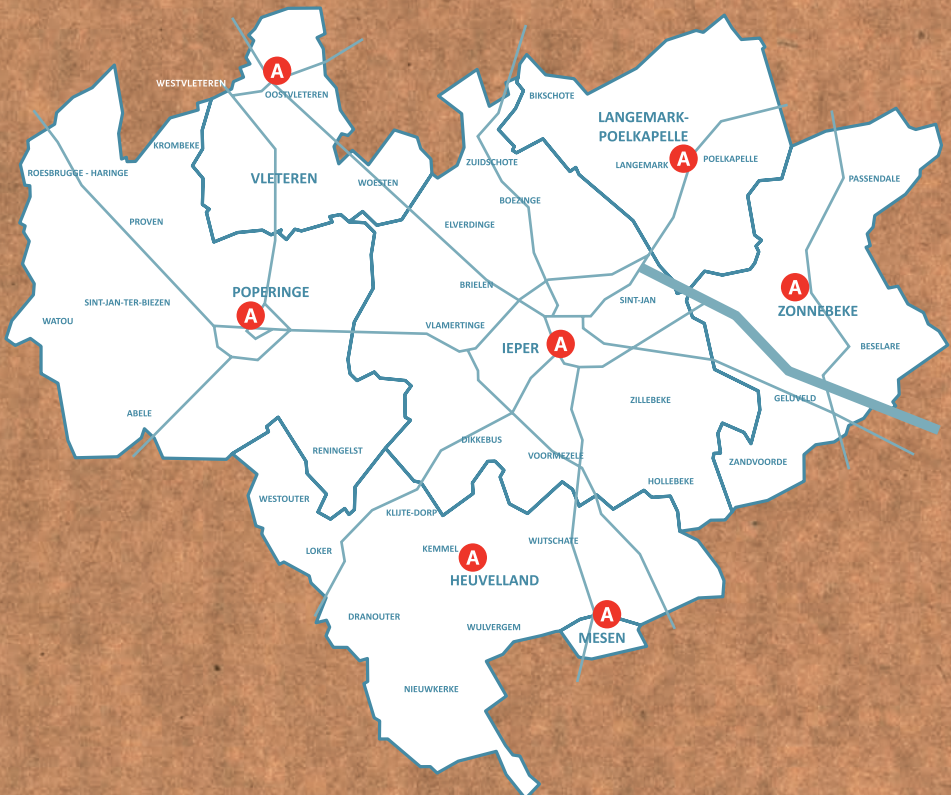 A
WESTVLETEREN
OOSTVLETEREN
BIKSCHOTE
LANGEMARK-
POELKAPELLE
KROMBEKE
ZUIDSCHOTE
LANGEMARK
A
POELKAPELLE
ROESBRUGGE - HARINGE
VLETEREN
WOESTEN
PASSENDALE
BOEZINGE
PROVEN
ELVERDINGE
BRIELEN
A
POPERINGE
SINT-JAN-TER-BIEZEN
SINT-JAN
ZONNEBEKE
WATOU
A
VLAMERTINGE
IEPER
A
BESELARE
ABELE
ZILLEBEKE
GELUVELD
RENINGELST
DIKKEBUS
VOORMEZELE
ZANDVOORDE
HOLLEBEKE
WESTOUTER
KLIJTE-DORP
WIJTSCHATE
LOKER
KEMMEL
A
HEUVELLAND
DRANOUTER
WULVERGEM
A
MESEN
NIEUWKERKE